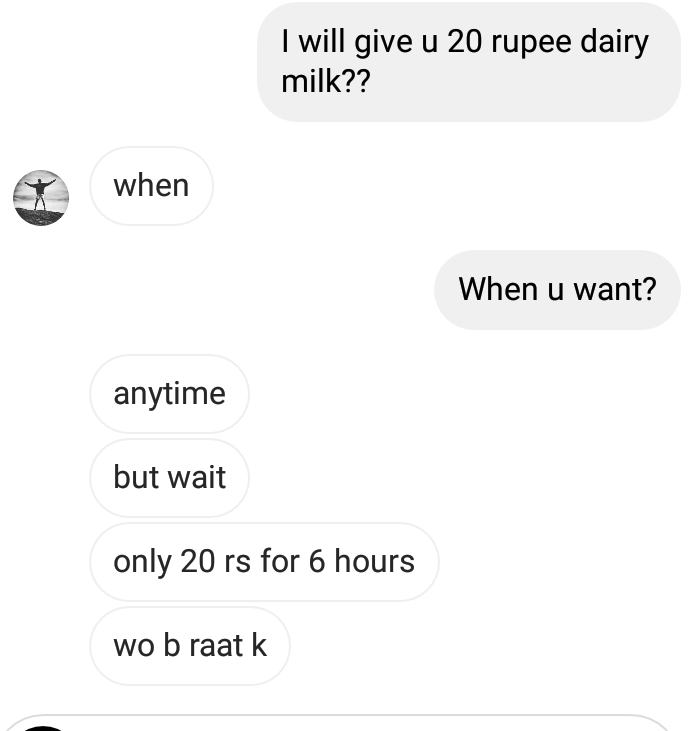 I will give u 20 rupee dairy
milk??
when
When u want?
anytime
but wait
only 20 rs for 6 hours
wo b raat k